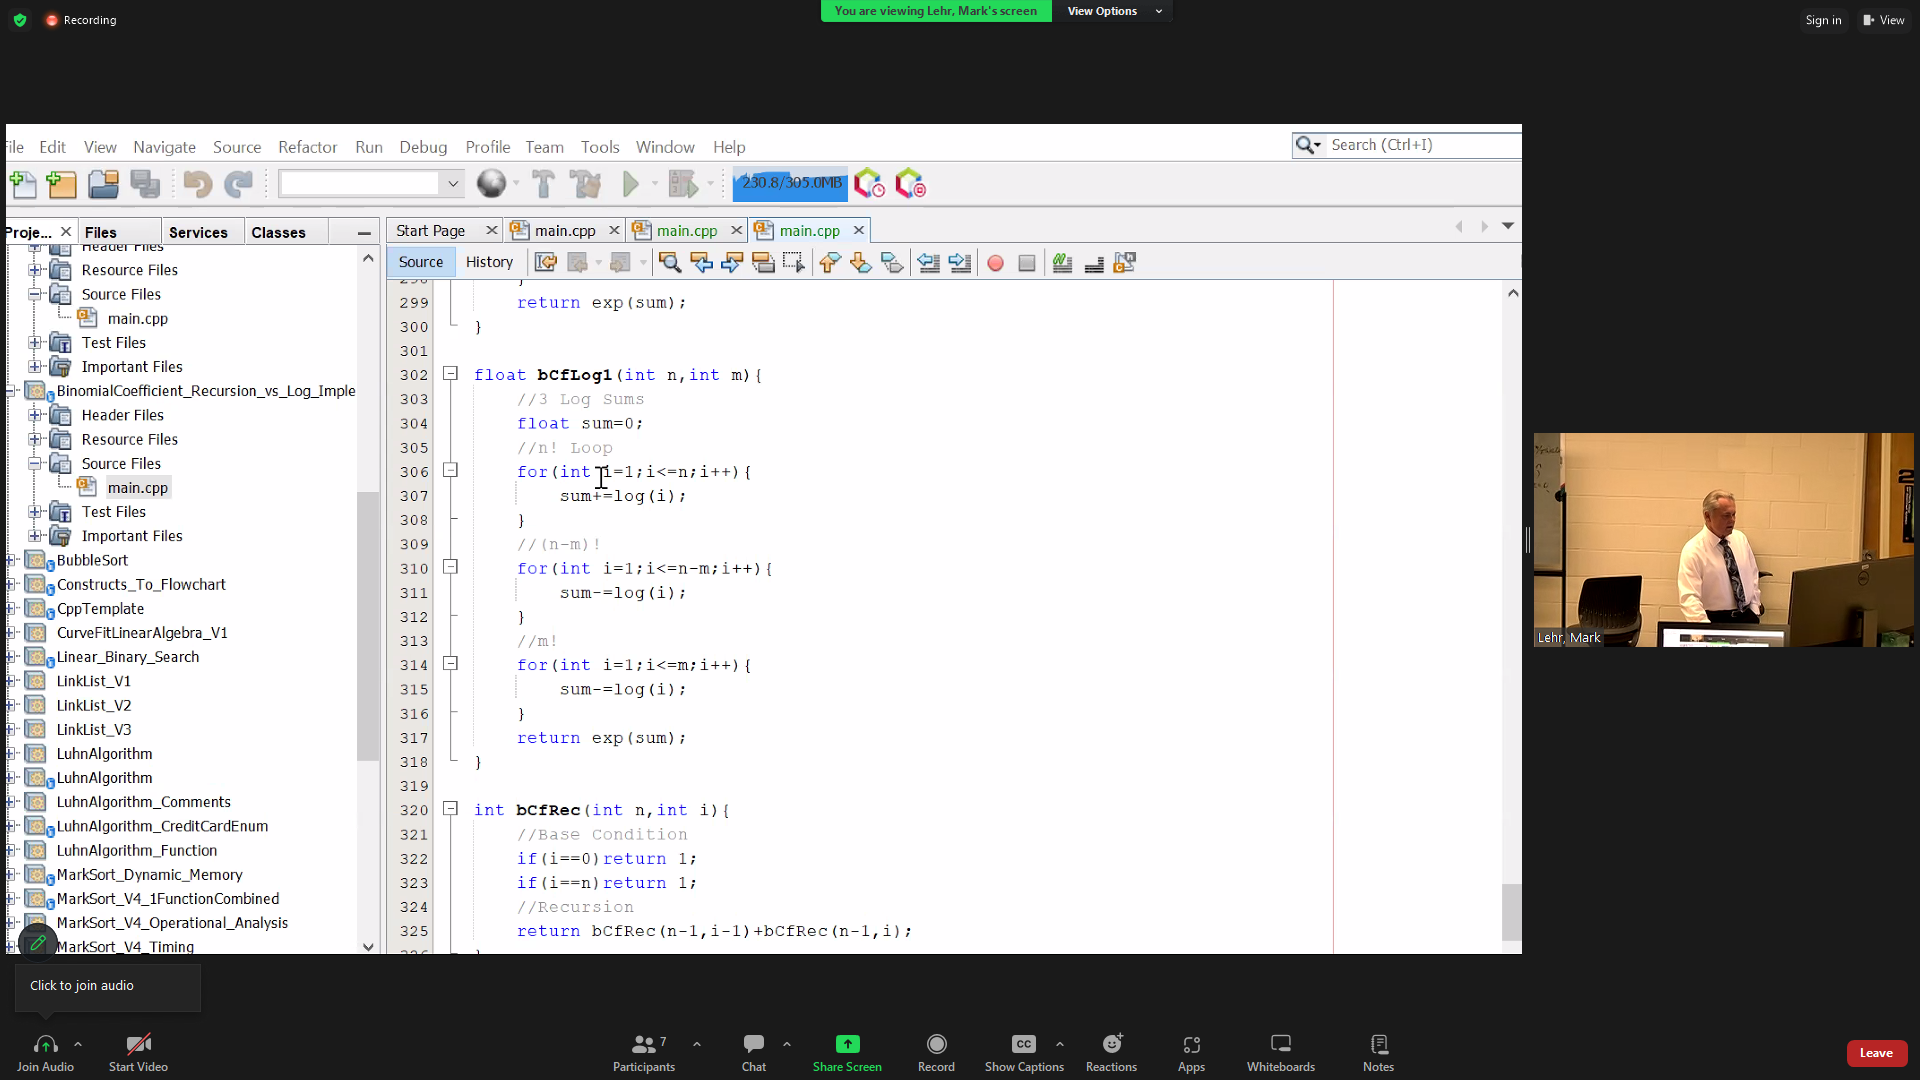 Recording
You are viewing Lehr, Mark's screen
View Options
Sign in
View
File Edit View Navigate Source Refactor Run Debug Profile Team Tools Window Help
Search (Ctrl+I)
230.8/305.0MB
Proje...
Files
Services
Classes
Start Page
main.cpp
main.cpp
main.cpp
Source
History
Header Files
Resource Files
Source Files
main.cpp
Test Files
Important Files
BinomialCoefficient_Recursion_vs_Log_Imple
Header Files
Resource Files
Source Files
main.cpp
Test Files
Important Files
BubbleSort
Constructs_To_Flowchart
CppTemplate
CurveFitLinearAlgebra_V1
Linear_Binary_Search
LinkList_V1
LinkList_V2
LinkList_V3
LuhnAlgorithm
LuhnAlgorithm
LuhnAlgorithm_Comments
LuhnAlgorithm_CreditCardEnum
LuhnAlgorithm_Function
MarkSort_Dynamic_Memory
MarkSort_V4_1FunctionCombined
MarkSort_V4_Operational_Analysis
MarkSort_V4_Timing
298 }
299 return exp(sum);
300 }
301
302 float bCfLog1(int n,int m){
303 //3 Log Sums
304 float sum=0;
305 //n! Loop
306 for(int i=1;i<=n;i++){
307 sum+=log(i);
308 }
309 //(n-m)!
310 for(int i=1;i<=n-m;i++){
311 sum-=log(i);
312 }
313 //m!
314 for(int i=1;i<=m;i++){
315 sum-=log(i);
316 }
317 return exp(sum);
318 }
319
320 int bCfRec(int n,int i){
321 //Base Condition
322 if(i==0)return 1;
323 if(i==n)return 1;
324 //Recursion
325 return bCfRec(n-1,i-1)+bCfRec(n-1,i);
Lehr, Mark
Click to join audio
Join Audio
Start Video
Participants 7
Chat
Share Screen
Record
CC
Show Captions
Reactions
Apps
Whiteboards
Notes
Leave